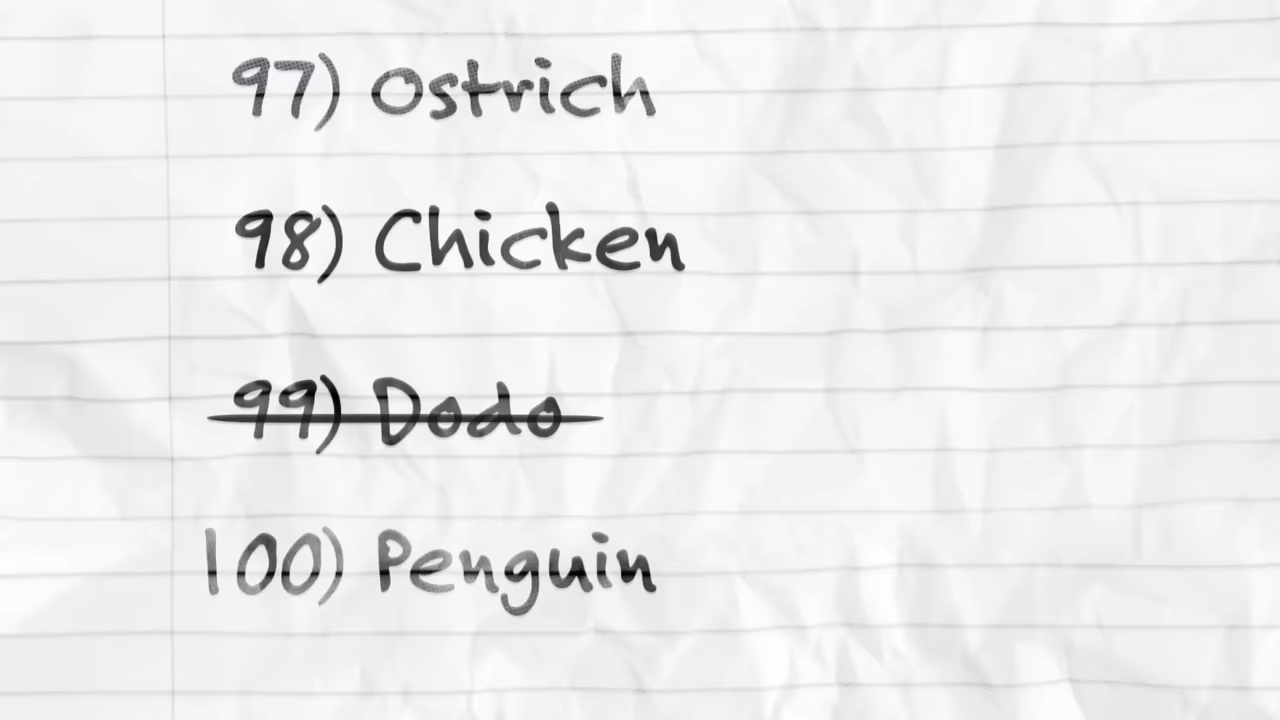 97) Ostrich
98) Chicken
99) Dodo
100) Penguin